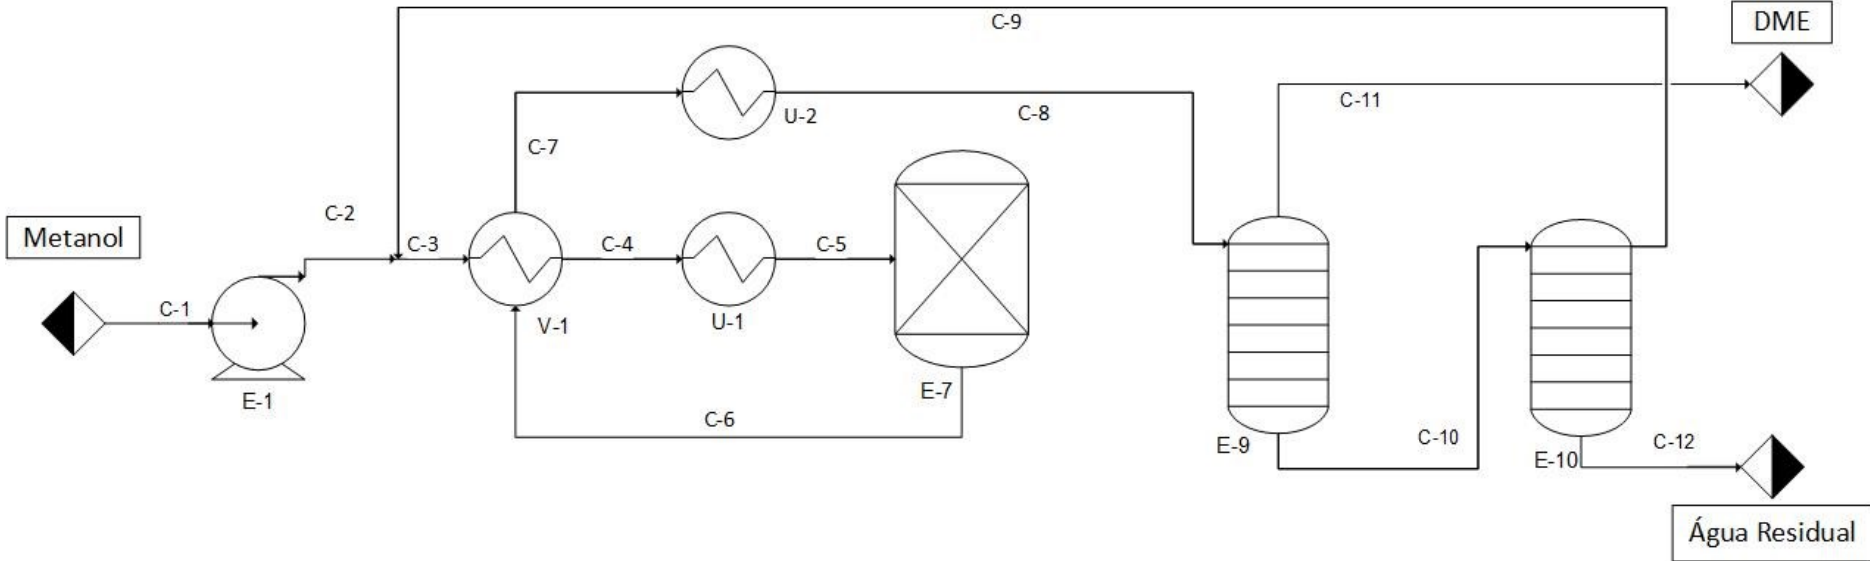 C-9
DME
C-11
U-2
C-8
C-7
Metanol
C-2
C-3
C-4
C-5
C-1
V-1
U-1
E-1
E-7
C-6
E-9
C-10
E-10
C-12
Água Residual